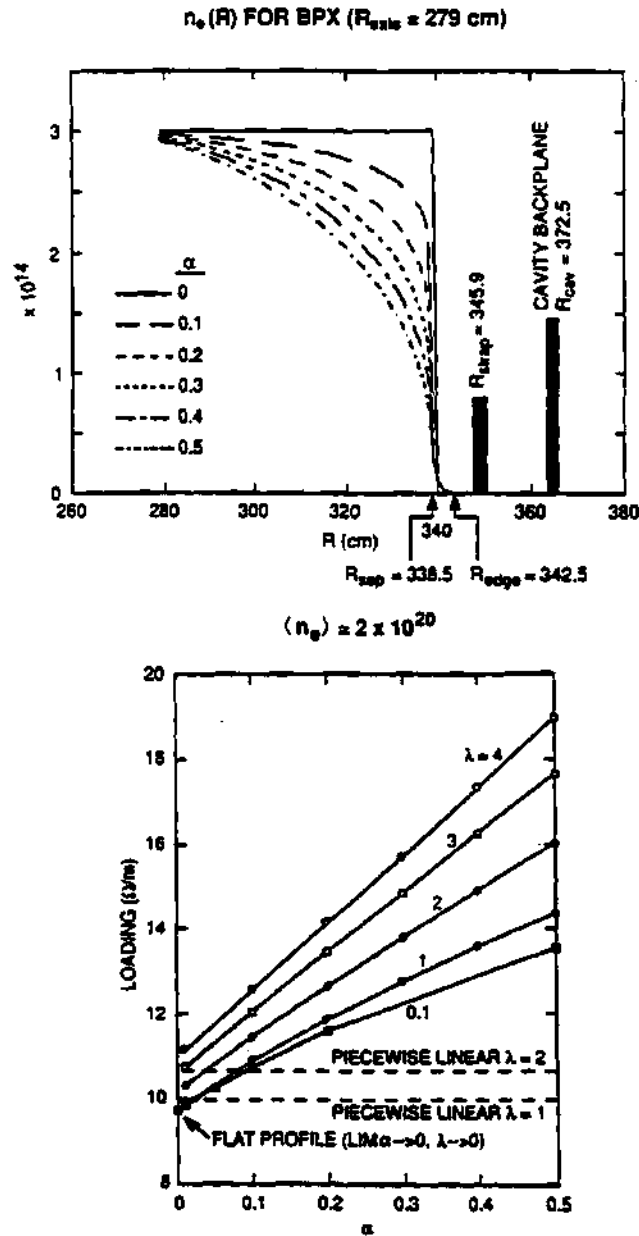 nₑ(R) FOR BPX (Rₐₓᵢₛ = 279 cm)
3
2
1
0
× 10¹⁴
α
0
0.1
0.2
0.3
0.4
0.5
R_strap = 345.9
CAVITY BACKPLANE
R_cav = 372.5
260
280
300
320
340
360
380
R (cm)
R_sep = 338.5
R_edge = 342.5
⟨nₑ⟩ ≃ 2 x 10²⁰
20
18
16
14
12
10
8
LOADING (Ω/m)
λ = 4
3
2
1
0.1
PIECEWISE LINEAR λ = 2
PIECEWISE LINEAR λ = 1
FLAT PROFILE (LIMα–>0, λ–>0)
0
0.1
0.2
0.3
0.4
0.5
α